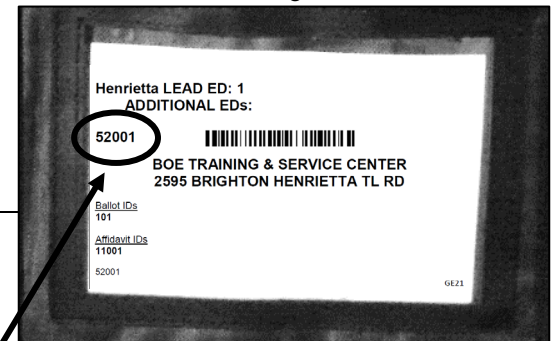 Henrietta LEAD ED: 1
ADDITIONAL EDs:
52001
BOE TRAINING & SERVICE CENTER
2595 BRIGHTON HENRIETTA TL RD
Ballot IDs
101
Affidavit IDs
11001
52001
GE21